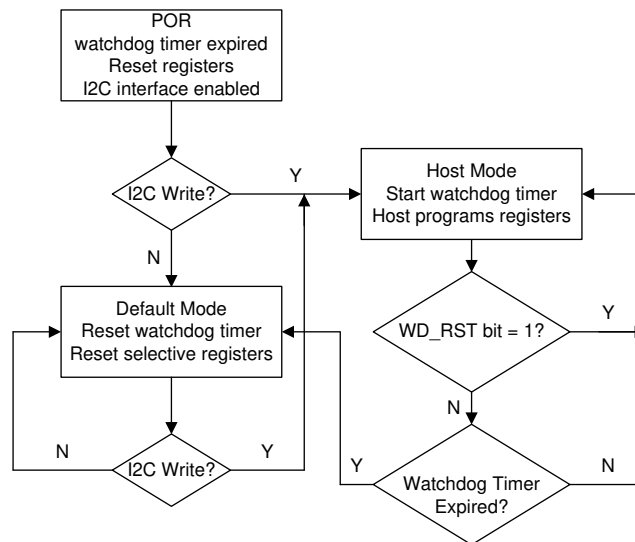 POR
watchdog timer expired
Reset registers
I2C interface enabled
I2C Write?
Y
N
Host Mode
Start watchdog timer
Host programs registers
Default Mode
Reset watchdog timer
Reset selective registers
WD_RST bit = 1?
Y
N
I2C Write?
N
Y
Y
Watchdog Timer
Expired?
N